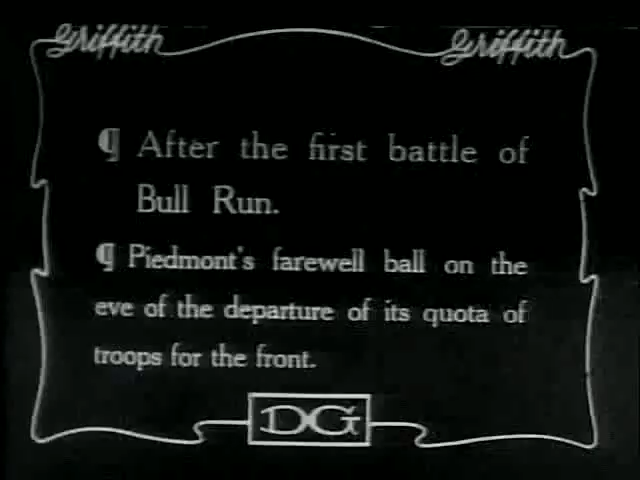 Griffith Griffith
¶ After the first battle of
Bull Run.
¶ Piedmont's farewell ball on the
eve of the departure of its quota of
troops for the front.
DG